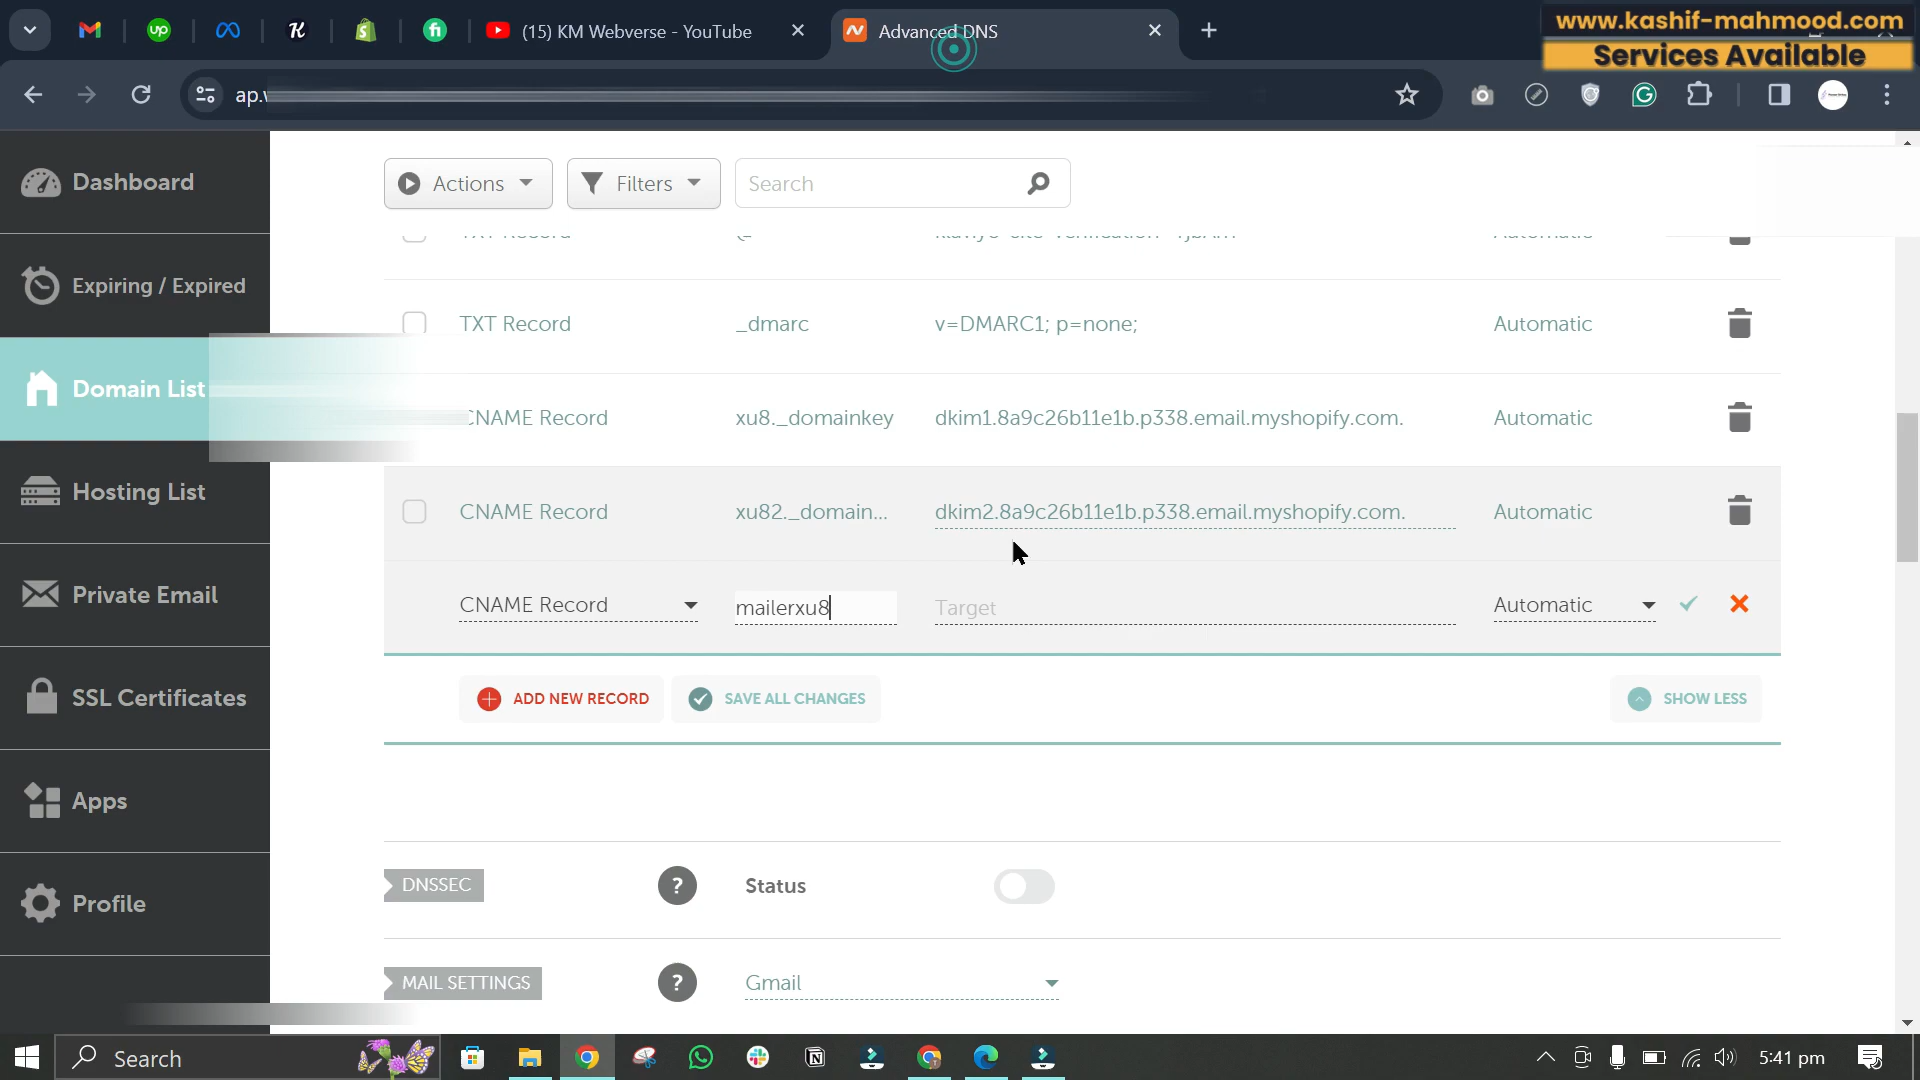 (15) KM Webverse - YouTube
Advanced DNS
www.kashif-mahmood.com
Services Available
Dashboard
Expiring / Expired
Domain List
Hosting List
Private Email
SSL Certificates
Apps
Profile
Actions
Filters
Search
TXT Record _dmarc v=DMARC1; p=none; Automatic
CNAME Record xu8._domainkey dkim1.8a9c26b11e1b.p338.email.myshopify.com. Automatic
CNAME Record xu82._domain... dkim2.8a9c26b11e1b.p338.email.myshopify.com. Automatic
CNAME Record mailerxu8 Target Automatic
ADD NEW RECORD
SAVE ALL CHANGES
SHOW LESS
DNSSEC ? Status
MAIL SETTINGS ? Gmail
Search
5:41 pm